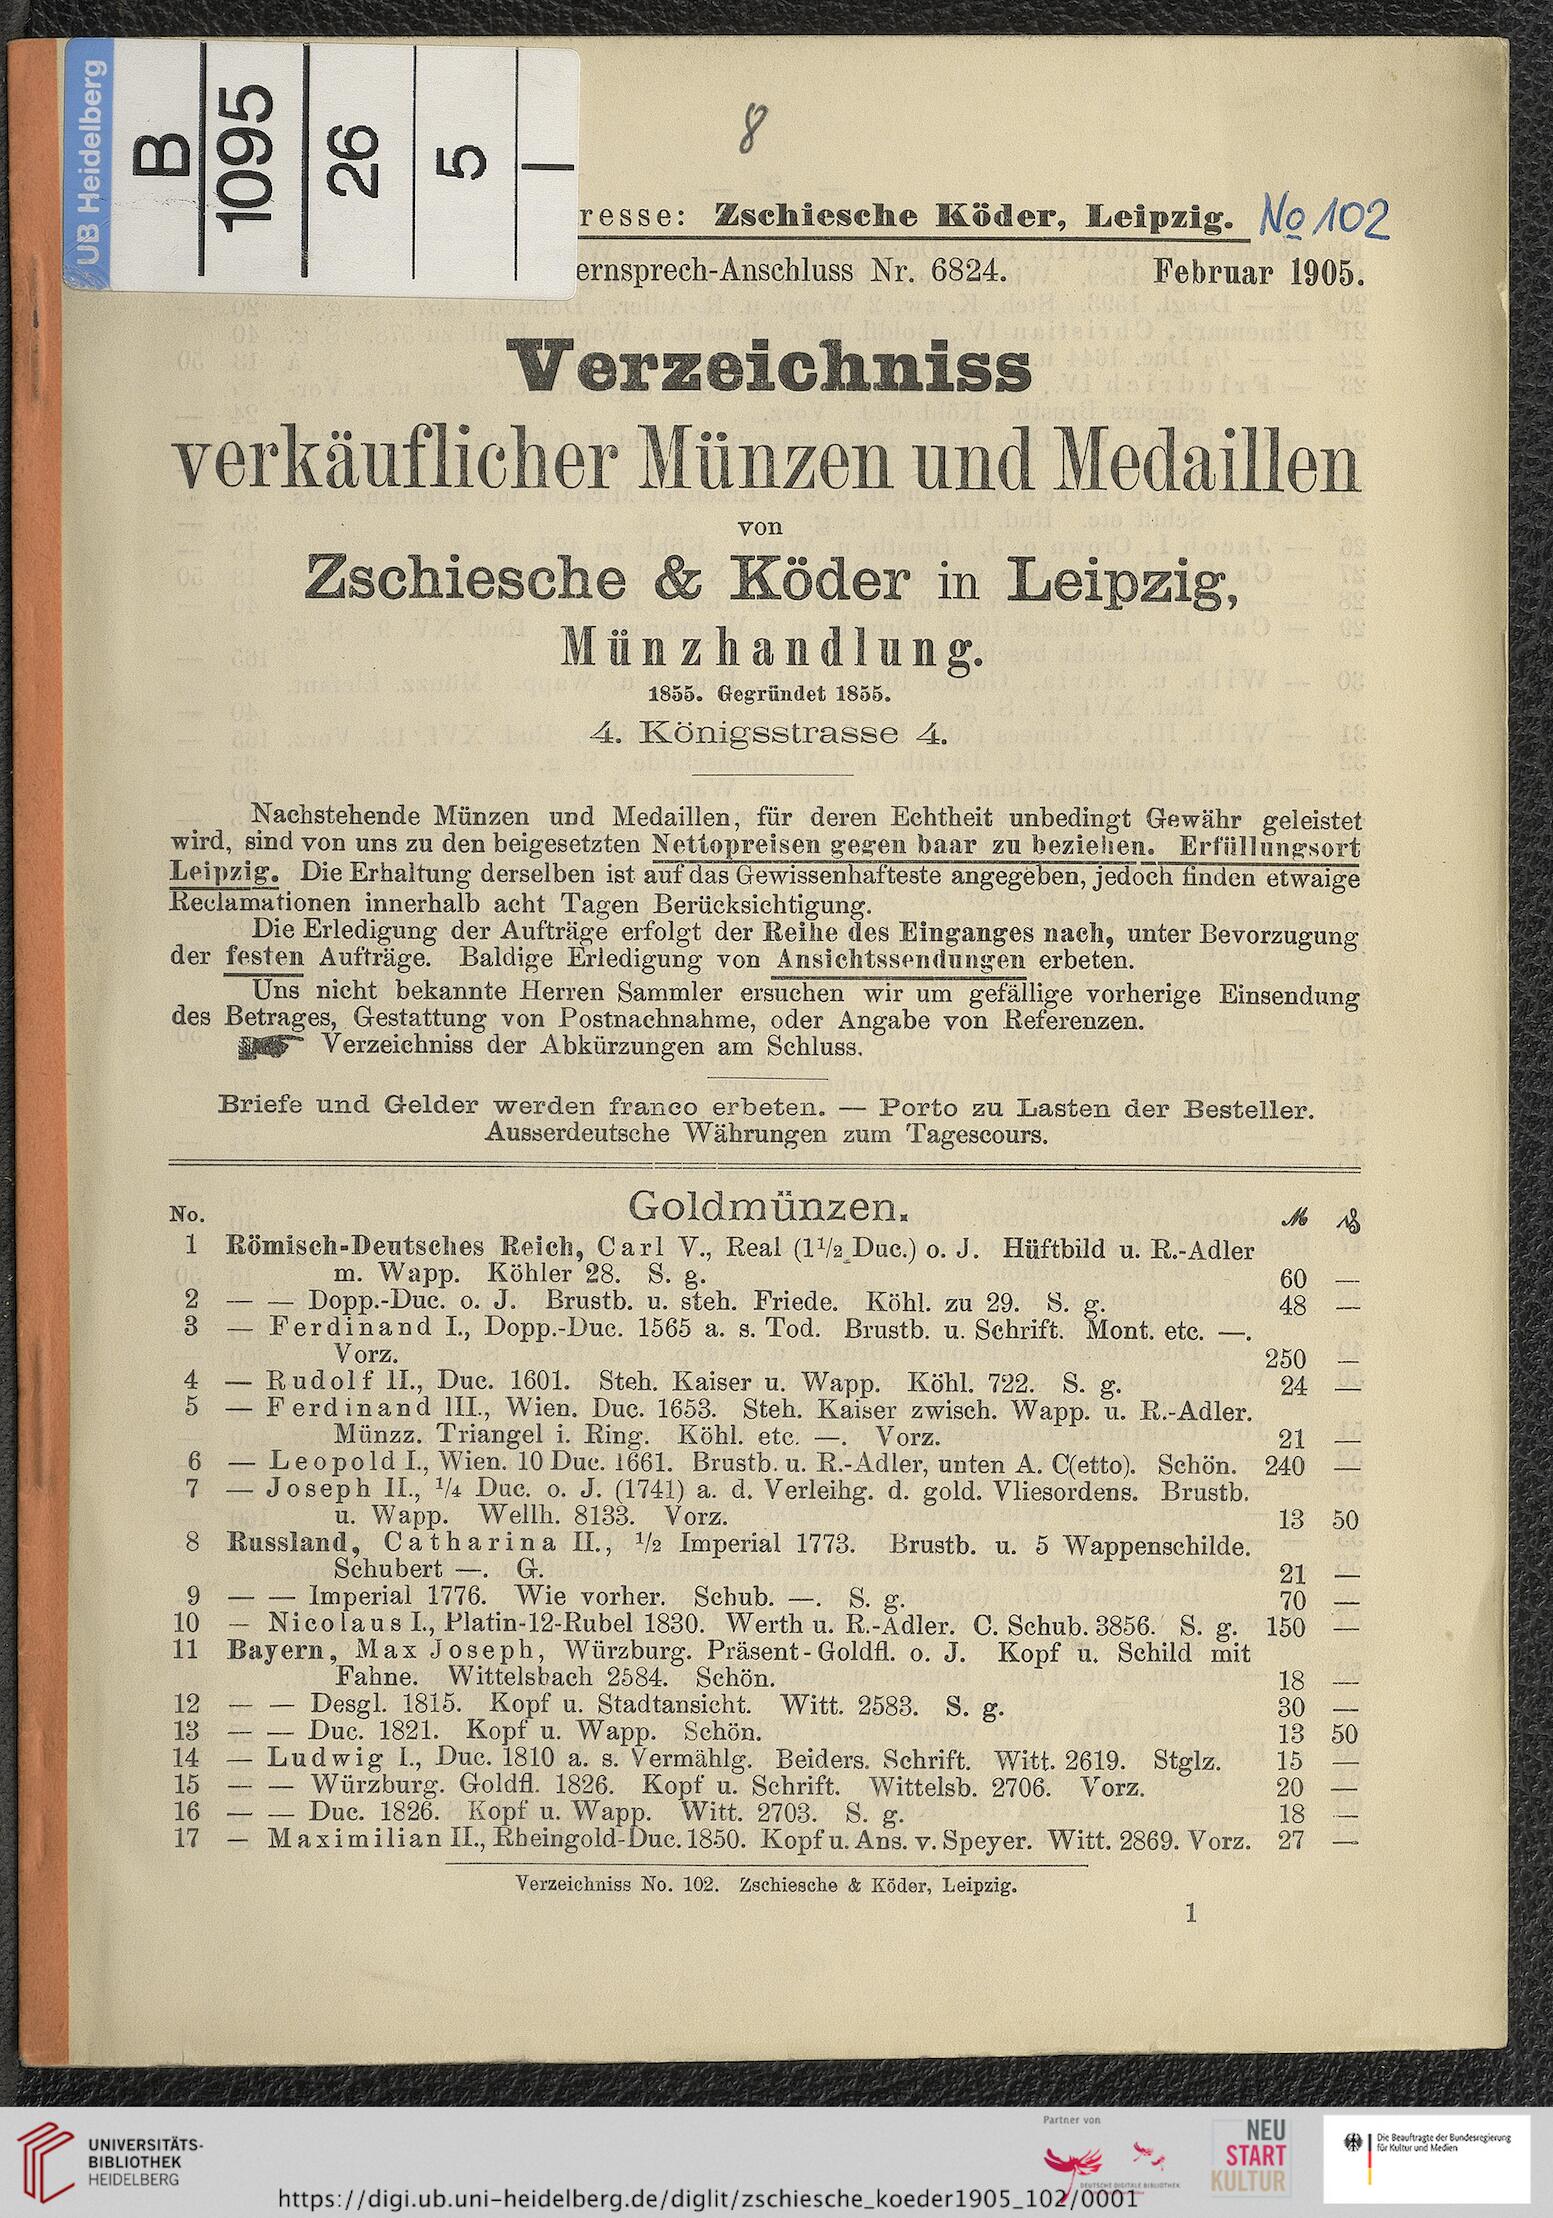 UB Heidelberg
B
1095
26
5
I
8
resse: Zschiesche Köder, Leipzig. No 102
ernsprech-Anschluss Nr. 6824. Februar 1905.
Verzeichniss
verkäuflicher Münzen und Medaillen
von
Zschiesche & Köder in Leipzig,
Münzhandlung.
1855. Gegründet 1855.
4. Königsstrasse 4.
Nachstehende Münzen und Medaillen, für deren Echtheit unbedingt Gewähr geleistet
wird, sind von uns zu den beigesetzten Nettopreisen gegen baar zu beziehen. Erfüllungsort
Leipzig. Die Erhaltung derselben ist auf das Gewissenhafteste angegeben, jedoch finden etwaige
Reclamationen innerhalb acht Tagen Berücksichtigung.
Die Erledigung der Aufträge erfolgt der Reihe des Einganges nach, unter Bevorzugung
der festen Aufträge. Baldige Erledigung von Ansichtssendungen erbeten.
Uns nicht bekannte Herren Sammler ersuchen wir um gefällige vorherige Einsendung
des Betrages, Gestattung von Postnachnahme, oder Angabe von Referenzen.
Verzeichniss der Abkürzungen am Schluss.
Briefe und Gelder werden franco erbeten. — Porto zu Lasten der Besteller.
Ausserdeutsche Währungen zum Tagescours.
No. Goldmünzen. ℳ ₰
1 Römisch-Deutsches Reich, Carl V., Real (1½ Duc.) o. J. Hüftbild u. R.-Adler
m. Wapp. Köhler 28. S. g. 60 —
2 — — Dopp.-Duc. o. J. Brustb. u. steh. Friede. Köhl. zu 29. S. g. 48 —
3 — Ferdinand I., Dopp.-Duc. 1565 a. s. Tod. Brustb. u. Schrift. Mont. etc. —.
Vorz. 250 —
4 — Rudolf II., Duc. 1601. Steh. Kaiser u. Wapp. Köhl. 722. S. g. 24 —
5 — Ferdinand III., Wien. Duc. 1653. Steh. Kaiser zwisch. Wapp. u. R.-Adler.
Münzz. Triangel i. Ring. Köhl. etc. —. Vorz. 21 —
6 — Leopold I., Wien. 10 Duc. 1661. Brustb. u. R.-Adler, unten A. C(etto). Schön. 240 —
7 — Joseph II., ¼ Duc. o. J. (1741) a. d. Verleihg. d. gold. Vliesordens. Brustb.
u. Wapp. Wellh. 8133. Vorz. 13 50
8 Russland, Catharina II., ½ Imperial 1773. Brustb. u. 5 Wappenschilde.
Schubert —. G. 21 —
9 — — Imperial 1776. Wie vorher. Schub. —. S. g. 70 —
10 — Nicolaus I., Platin-12-Rubel 1830. Werth u. R.-Adler. C. Schub. 3856. S. g. 150 —
11 Bayern, Max Joseph, Würzburg. Präsent-Goldfl. o. J. Kopf u. Schild mit
Fahne. Wittelsbach 2584. Schön. 18 —
12 — — Desgl. 1815. Kopf u. Stadtansicht. Witt. 2583. S. g. 30 —
13 — — Duc. 1821. Kopf u. Wapp. Schön. 13 50
14 — Ludwig I., Duc. 1810 a. s. Vermählg. Beiders. Schrift. Witt. 2619. Stglz. 15 —
15 — — Würzburg. Goldfl. 1826. Kopf u. Schrift. Wittelsb. 2706. Vorz. 20 —
16 — — Duc. 1826. Kopf u. Wapp. Witt. 2703. S. g. 18 —
17 — Maximilian II., Rheingold-Duc. 1850. Kopf u. Ans. v. Speyer. Witt. 2869. Vorz. 27 —
Verzeichniss No. 102. Zschiesche & Köder, Leipzig.
1
UNIVERSITÄTS-
BIBLIOTHEK
HEIDELBERG
https://digi.ub.uni-heidelberg.de/diglit/zschiesche_koeder1905_102/0001
Partner von
DEUTSCHE DIGITALE BIBLIOTHEK
NEU
START
KULTUR
Die Beauftragte der Bundesregierung
für Kultur und Medien